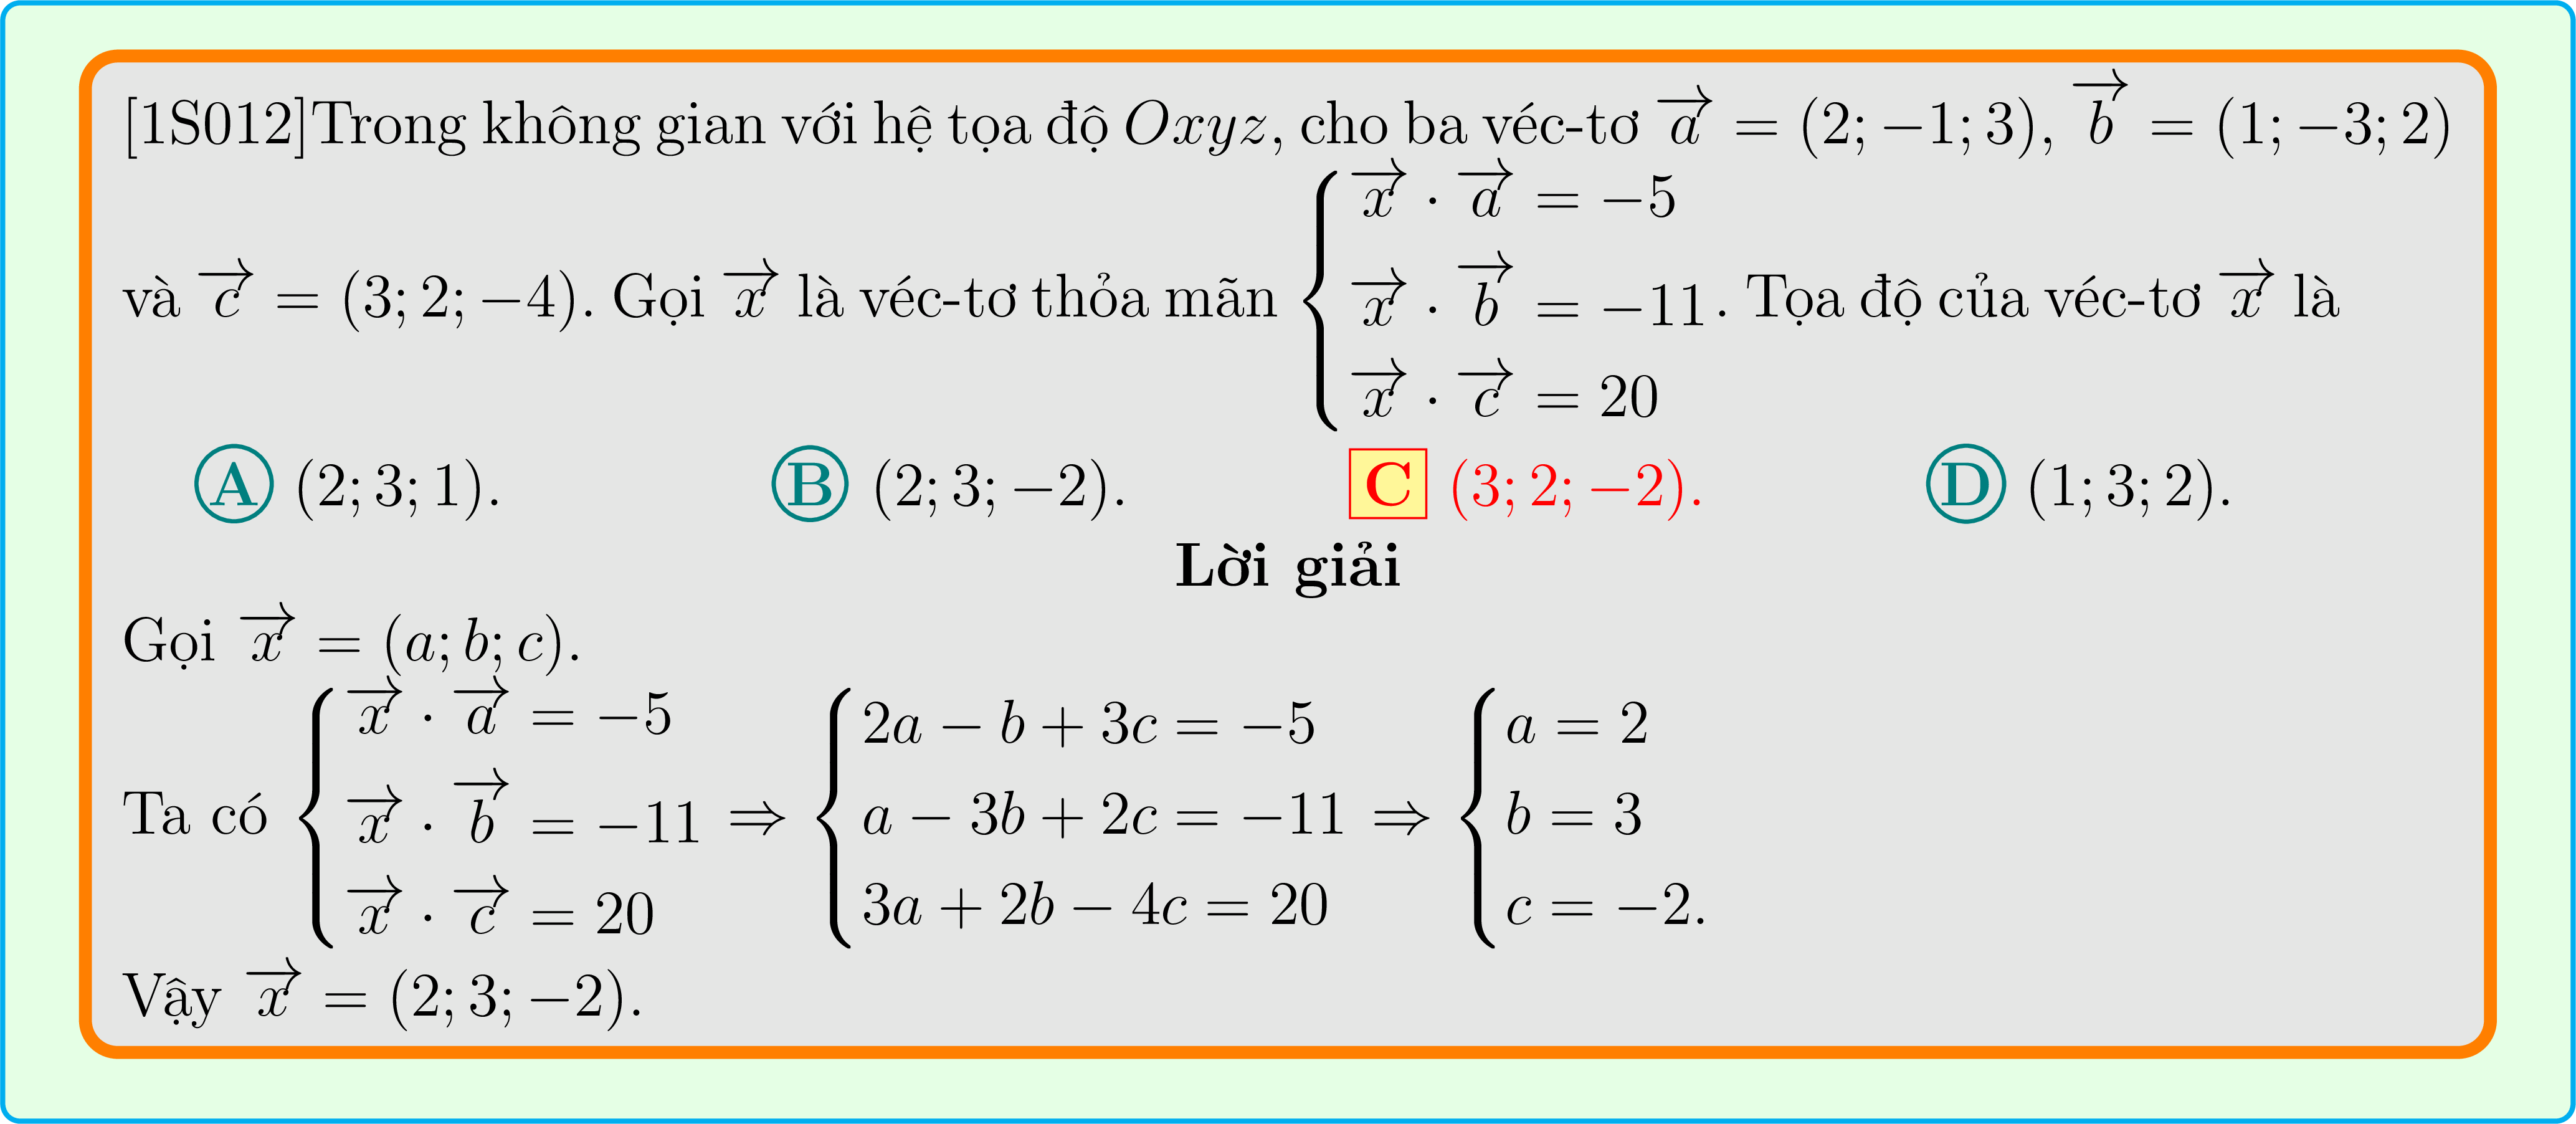 [1S012]Trong không gian với hệ tọa độ $Oxyz$, cho ba véc-tơ $\overrightarrow{a} = (2; -1; 3)$, $\overrightarrow{b} = (1; -3; 2)$
và $\overrightarrow{c} = (3; 2; -4)$. Gọi $\overrightarrow{x}$ là véc-tơ thỏa mãn $\begin{cases} \overrightarrow{x} \cdot \overrightarrow{a} = -5 \\ \overrightarrow{x} \cdot \overrightarrow{b} = -11 \\ \overrightarrow{x} \cdot \overrightarrow{c} = 20 \end{cases}$. Tọa độ của véc-tơ $\overrightarrow{x}$ là
A $(2; 3; 1)$. B $(2; 3; -2)$. C $(3; 2; -2)$. D $(1; 3; 2)$.
Lời giải
Gọi $\overrightarrow{x} = (a; b; c)$.
Ta có $\begin{cases} \overrightarrow{x} \cdot \overrightarrow{a} = -5 \\ \overrightarrow{x} \cdot \overrightarrow{b} = -11 \\ \overrightarrow{x} \cdot \overrightarrow{c} = 20 \end{cases} \Rightarrow \begin{cases} 2a - b + 3c = -5 \\ a - 3b + 2c = -11 \\ 3a + 2b - 4c = 20 \end{cases} \Rightarrow \begin{cases} a = 2 \\ b = 3 \\ c = -2. \end{cases}$
Vậy $\overrightarrow{x} = (2; 3; -2)$.